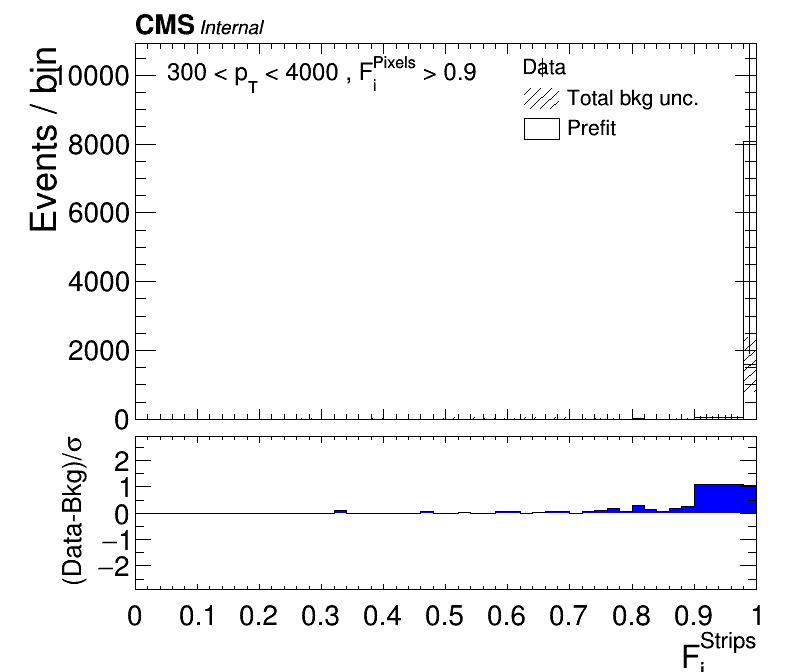 CMS Internal
Events / bin
10000
8000
6000
4000
2000
0
300 < p_T < 4000 , F_i^Pixels > 0.9
Data
Total bkg unc.
Prefit
(Data-Bkg)/σ
2
1
0
−1
−2
0 0.1 0.2 0.3 0.4 0.5 0.6 0.7 0.8 0.9 1
F_i^Strips